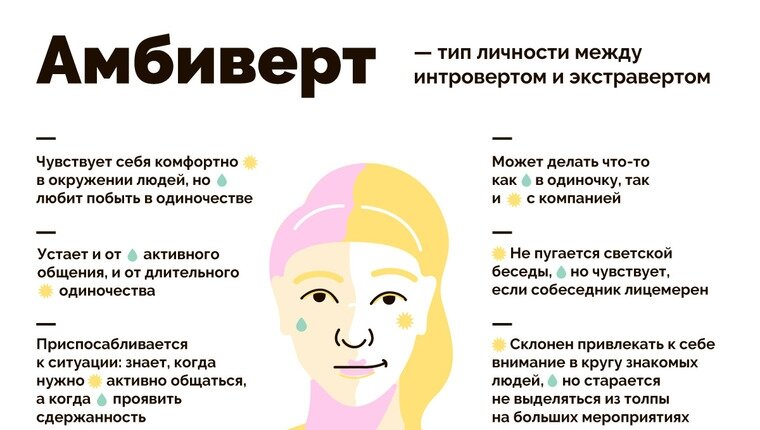 Амбиверт
— тип личности между
интровертом и экстравертом
Чувствует себя комфортно
в окружении людей, но
любит побыть в одиночестве
Устает и от активного
общения, и от длительного
одиночества
Приспосабливается
к ситуации: знает, когда
нужно активно общаться,
а когда проявить
сдержанность
Может делать что-то
как в одиночку, так
и с компанией
Не пугается светской
беседы, но чувствует,
если собеседник лицемерен
Склонен привлекать к себе
внимание в кругу знакомых
людей, но старается
не выделяться из толпы
на больших мероприятиях